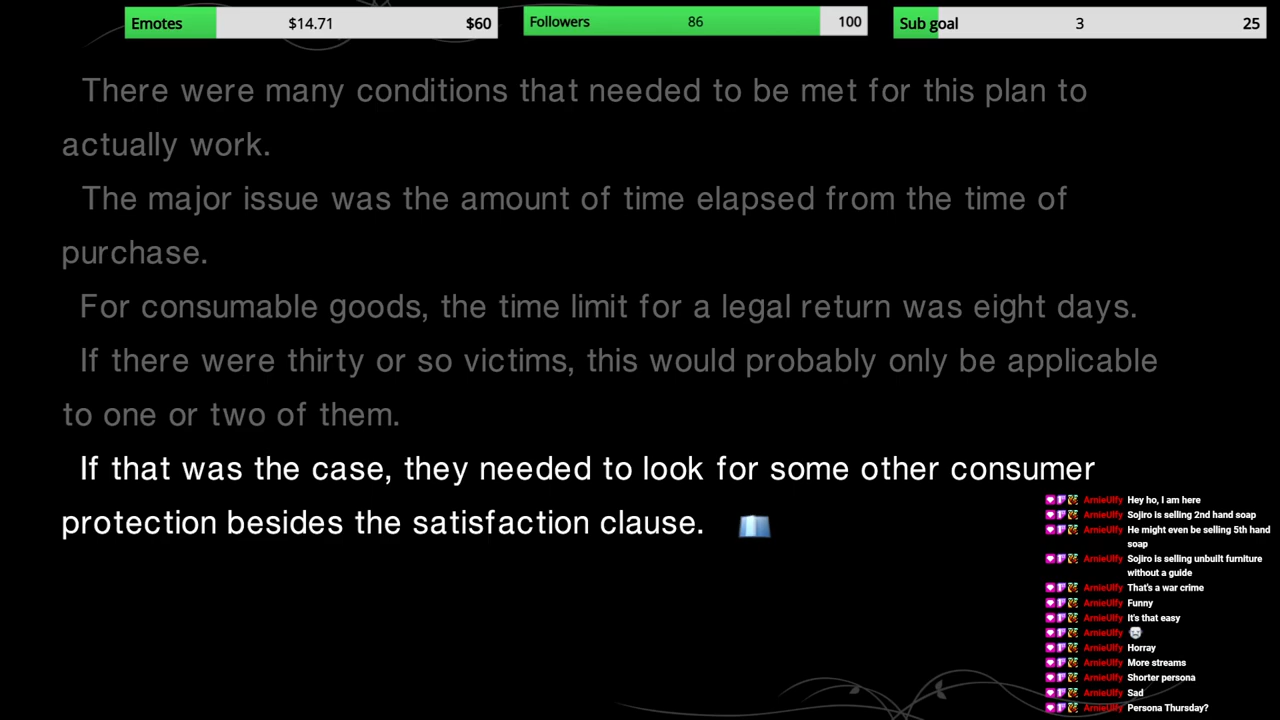 Emotes $14.71 $60 Followers 86 100 Sub goal 3 25
There were many conditions that needed to be met for this plan to
actually work.
The major issue was the amount of time elapsed from the time of
purchase.
For consumable goods, the time limit for a legal return was eight days.
If there were thirty or so victims, this would probably only be applicable
to one or two of them.
If that was the case, they needed to look for some other consumer
protection besides the satisfaction clause.
ArnieUlfy Hey ho, I am here
ArnieUlfy Sojiro is selling 2nd hand soap
ArnieUlfy He might even be selling 5th hand
soap
ArnieUlfy Sojiro is selling unbuilt furniture
without a guide
ArnieUlfy That's a war crime
ArnieUlfy Funny
ArnieUlfy It's that easy
ArnieUlfy
ArnieUlfy Horray
ArnieUlfy More streams
ArnieUlfy Shorter persona
ArnieUlfy Sad
ArnieUlfy Persona Thursday?